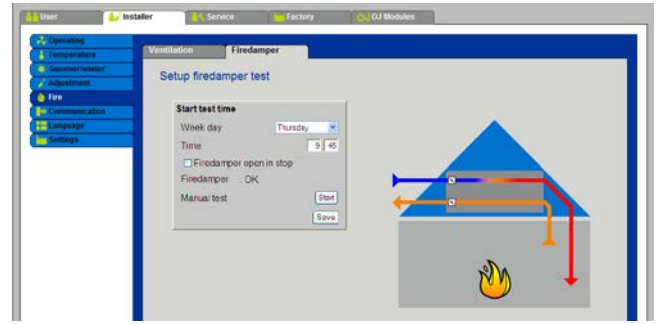 User
Installer
Service
Factory
OJ Modules
Operating
Temperature
Summer/winter
Adjustment
Fire
Communication
Language
Settings
Ventilation
Firedamper
Setup firedamper test
Start test time
Week day
Thursday
Time
9
45
Firedampor open in stop
Firedamper : OK
Manual test
Start
Save